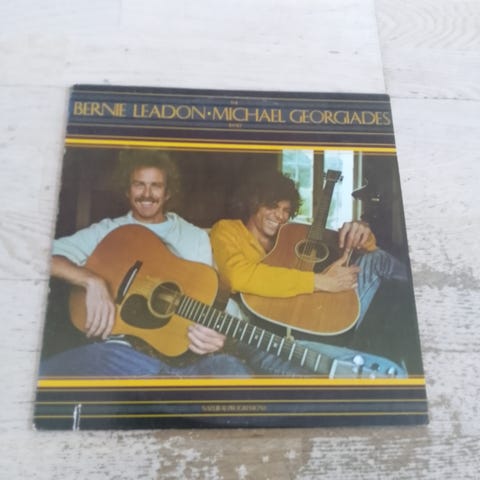 THE
BERNIE LEADON · MICHAEL GEORGIADES
BAND
NATURAL PROGRESSIONS